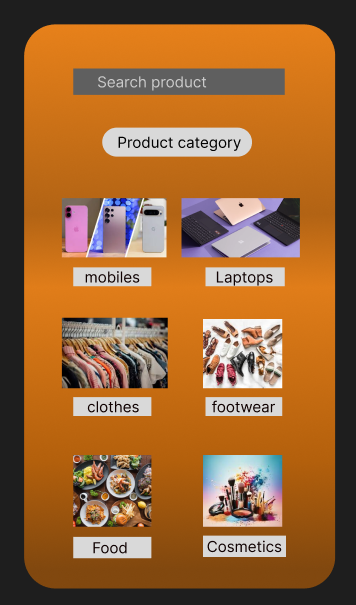 Search product
Product category
mobiles
Laptops
clothes
footwear
Food
Cosmetics